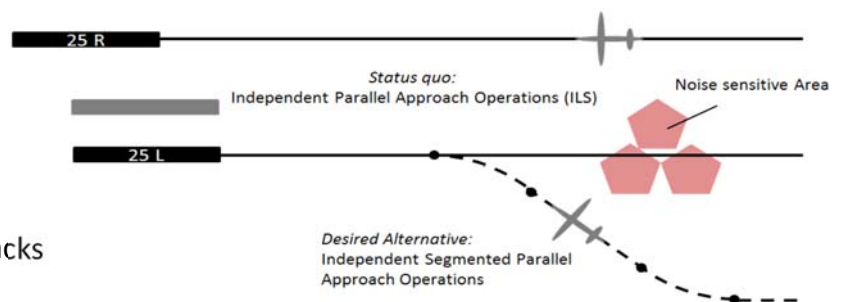 25 R
Status quo:
Independent Parallel Approach Operations (ILS)
Noise sensitive Area
25 L
Desired Alternative:
Independent Segmented Parallel
Approach Operations